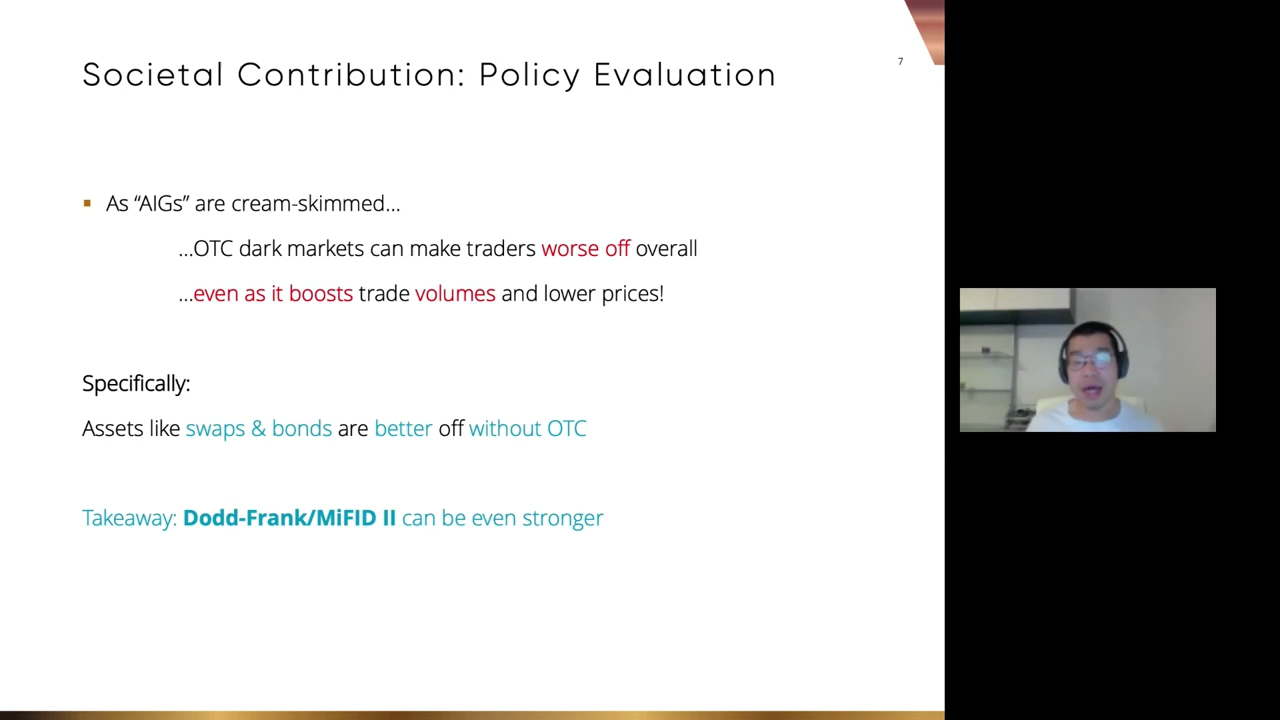 Societal Contribution: Policy Evaluation
7
▪ As “AIGs” are cream-skimmed…
…OTC dark markets can make traders worse off overall
…even as it boosts trade volumes and lower prices!
Specifically:
Assets like swaps & bonds are better off without OTC
Takeaway: Dodd-Frank/MiFID II can be even stronger